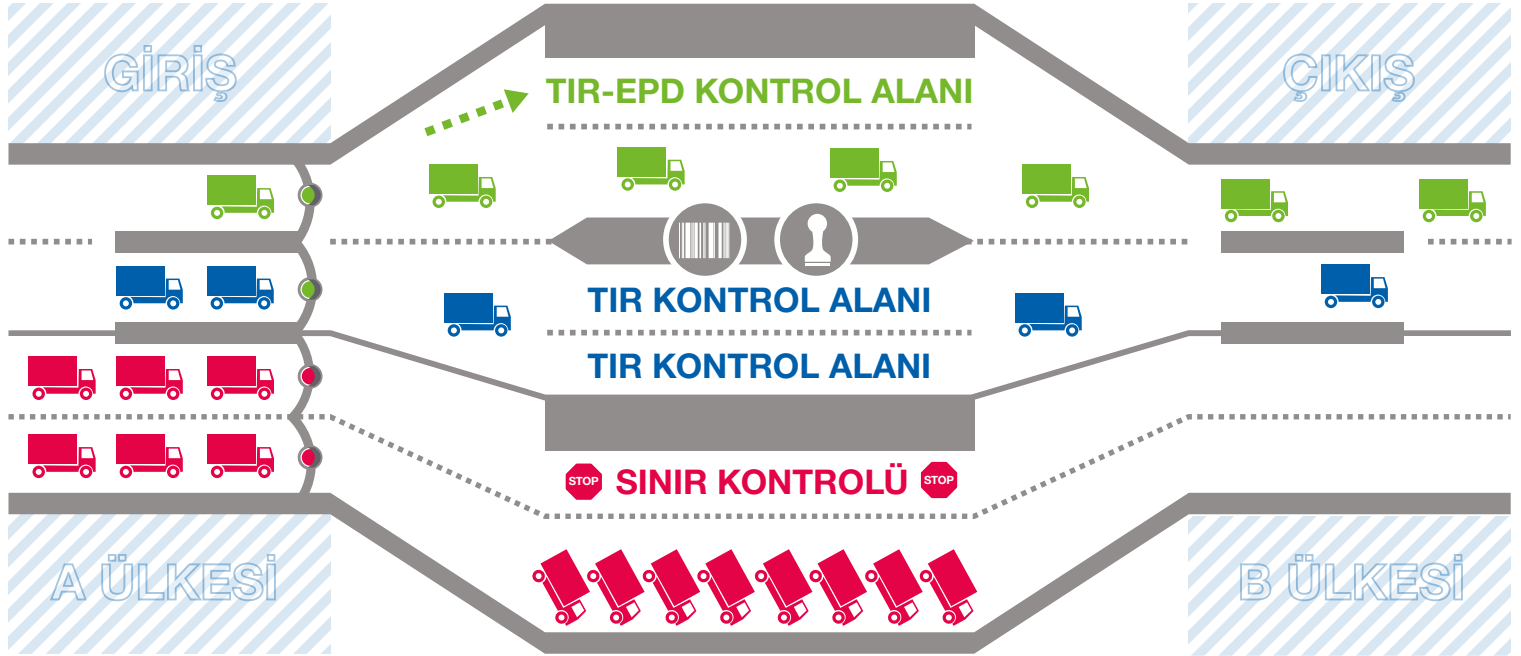 GİRİŞ
ÇIKIŞ
TIR-EPD KONTROL ALANI
TIR KONTROL ALANI
TIR KONTROL ALANI
STOP SINIR KONTROLÜ STOP
A ÜLKESİ
B ÜLKESİ